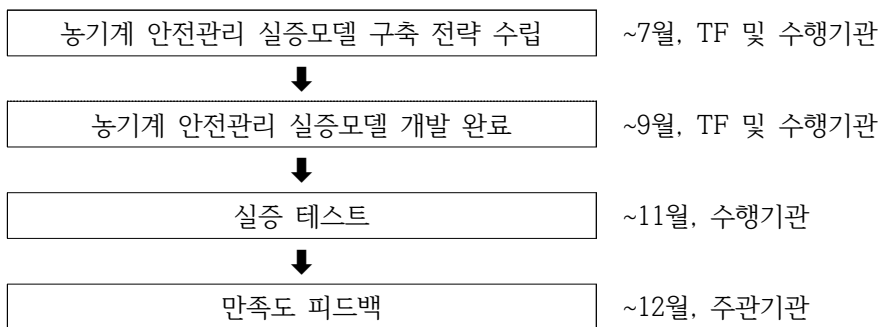 농기계 안전관리 실증모델 구축 전략 수립 ~7월, TF 및 수행기관
농기계 안전관리 실증모델 개발 완료 ~9월, TF 및 수행기관
실증 테스트 ~11월, 수행기관
만족도 피드백 ~12월, 주관기관